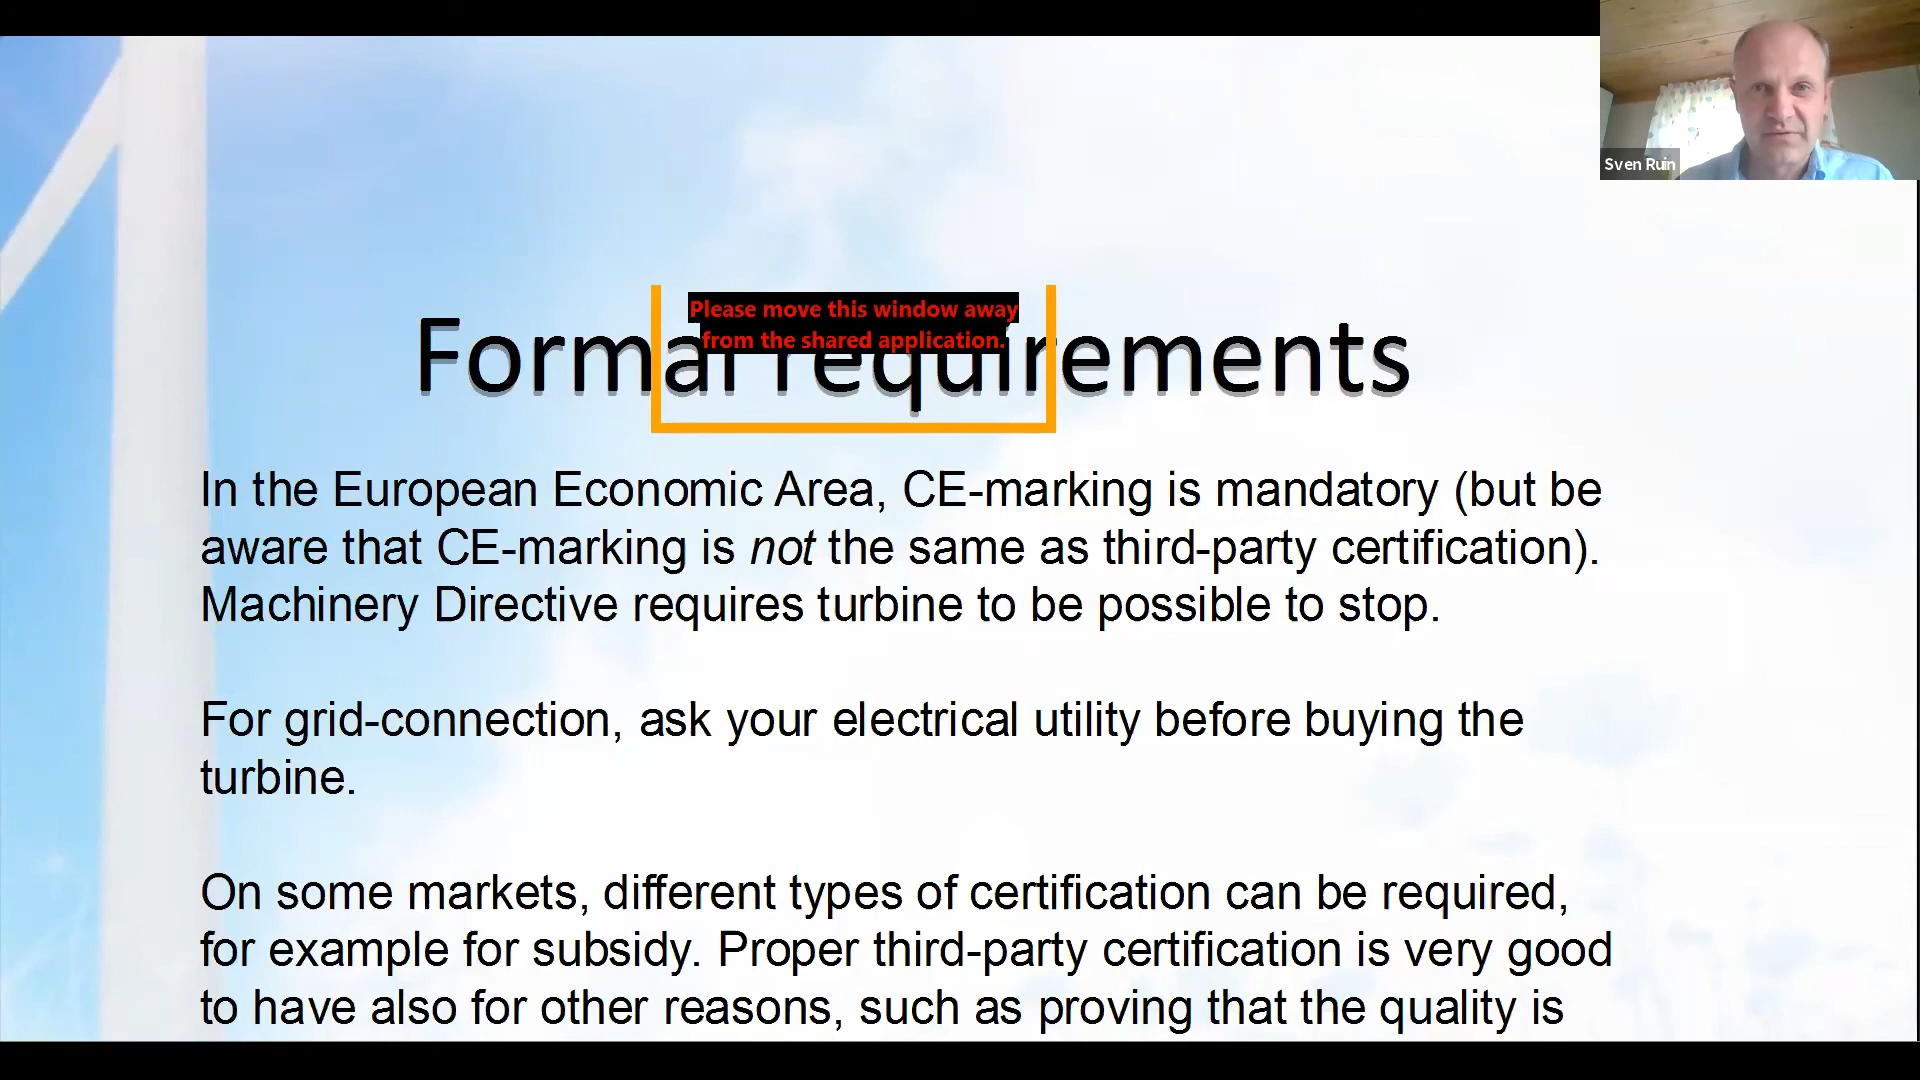 Sven Ruin
Please move this window away
from the shared application.
Formal requirements
In the European Economic Area, CE-marking is mandatory (but be
aware that CE-marking is not the same as third-party certification).
Machinery Directive requires turbine to be possible to stop.
For grid-connection, ask your electrical utility before buying the
turbine.
On some markets, different types of certification can be required,
for example for subsidy. Proper third-party certification is very good
to have also for other reasons, such as proving that the quality is